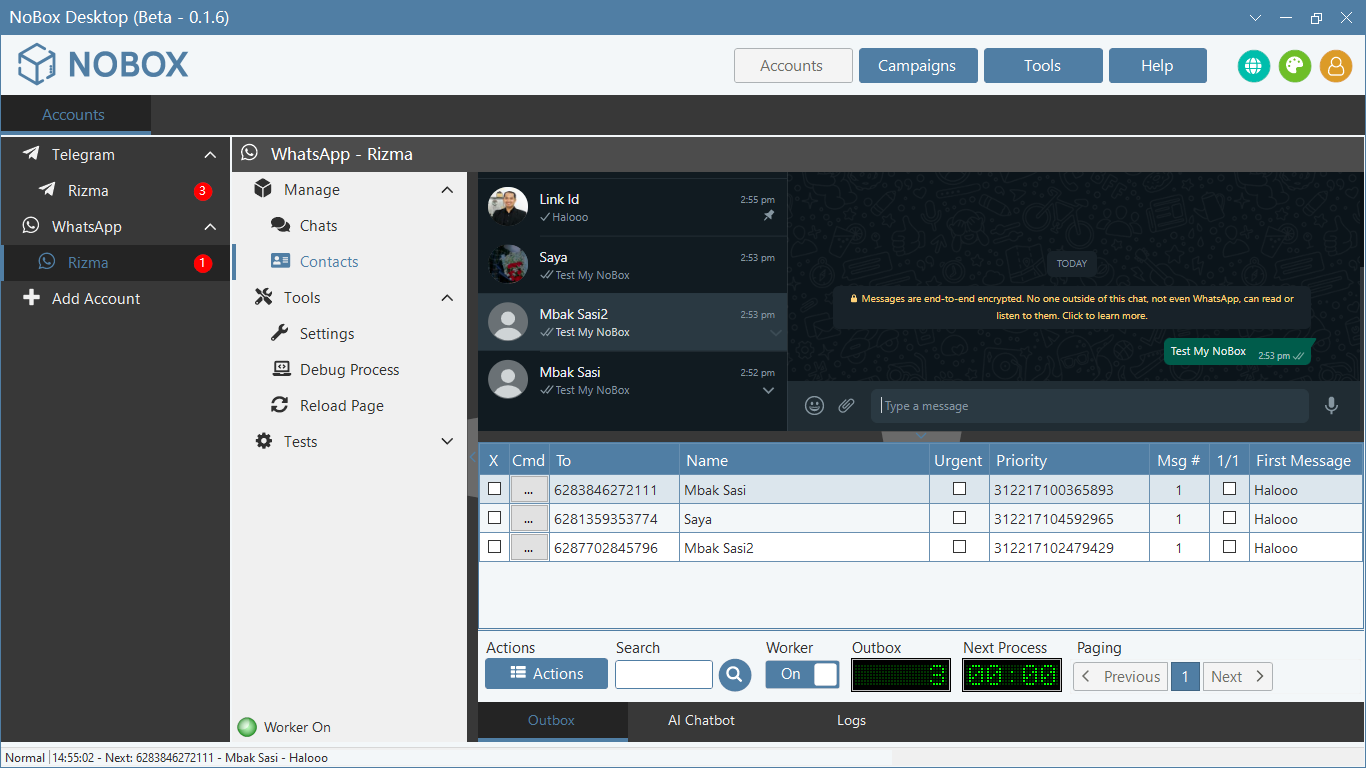 NoBox Desktop (Beta - 0.1.6)
NOBOX
Accounts
Campaigns
Tools
Help
Accounts
Telegram
Rizma
3
WhatsApp
Rizma
1
Add Account
WhatsApp - Rizma
Manage
Chats
Contacts
Tools
Settings
Debug Process
Reload Page
Tests
Worker On
Link Id 2:55 pm
Halooo
Saya 2:53 pm
Test My NoBox
Mbak Sasi2 2:53 pm
Test My NoBox
Mbak Sasi 2:52 pm
Test My NoBox
TODAY
Messages are end-to-end encrypted. No one outside of this chat, not even WhatsApp, can read or
listen to them. Click to learn more.
Test My NoBox 2:53 pm
Type a message
X Cmd To Name Urgent Priority Msg # 1/1 First Message
... 6283846272111 Mbak Sasi 312217100365893 1 Halooo
... 6281359353774 Saya 312217104592965 1 Halooo
... 6287702845796 Mbak Sasi2 312217102479429 1 Halooo
Actions Search Worker Outbox Next Process Paging
Actions On 3 00:00 Previous 1 Next
Outbox AI Chatbot Logs
Normal 14:55:02 - Next: 6283846272111 - Mbak Sasi - Halooo